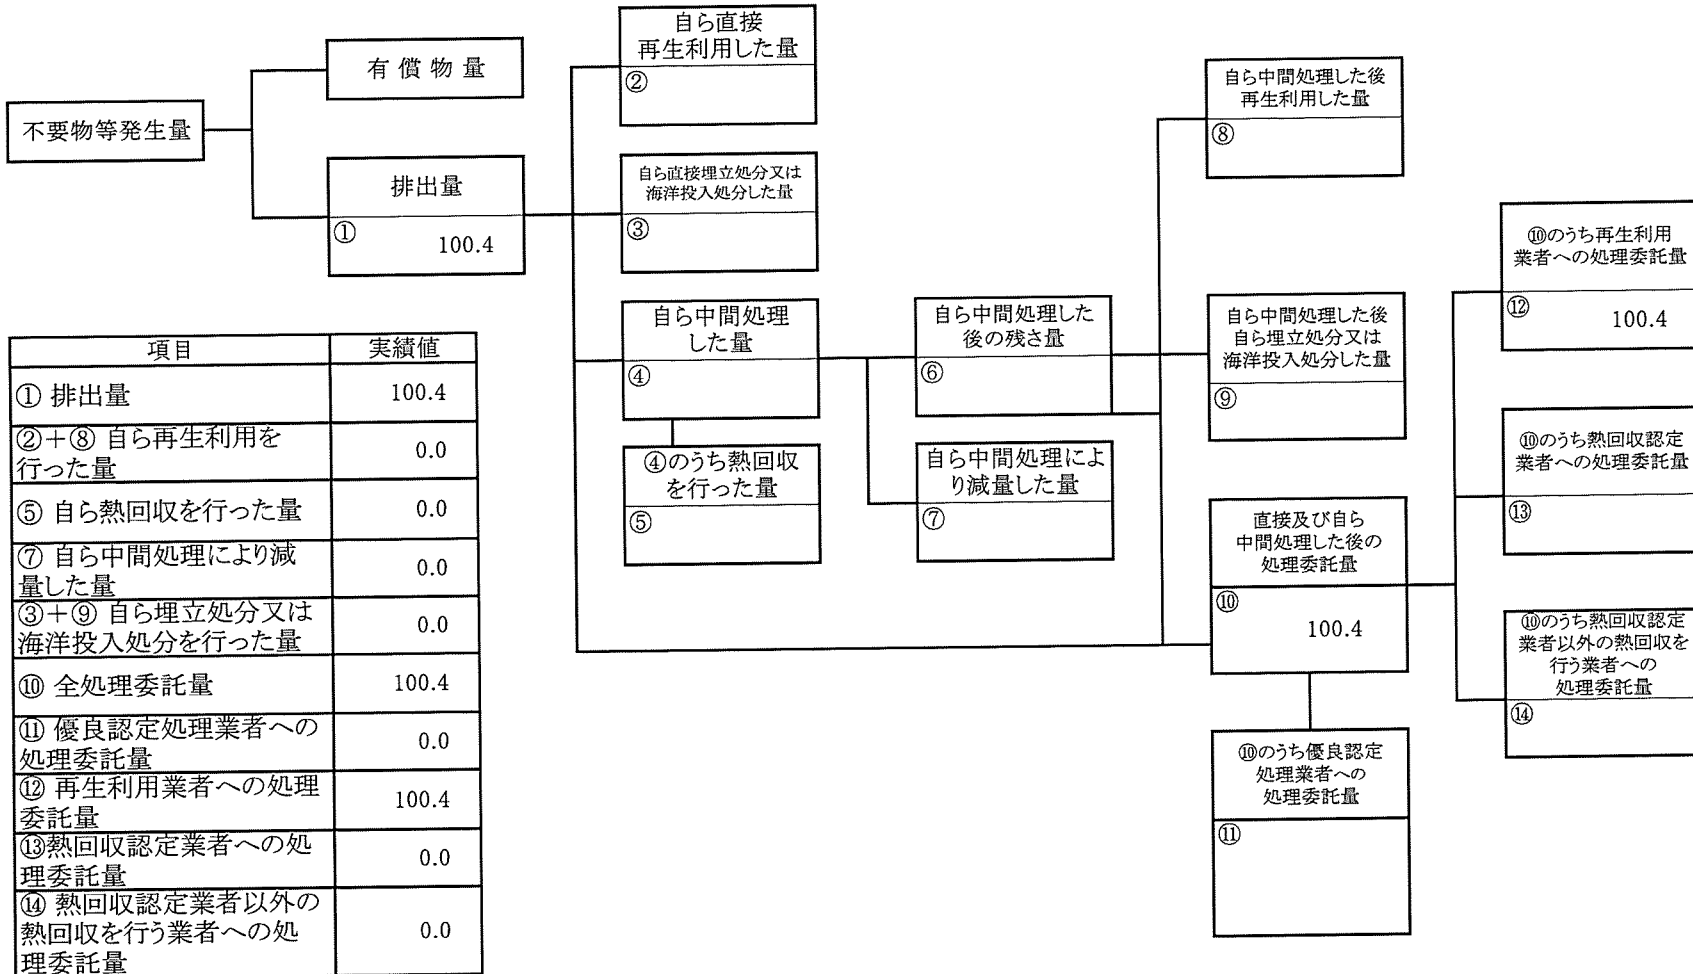 不要物等発生量
有償物量
排出量
①
100.4
自ら直接
再生利用した量
②
自ら直接埋立処分又は
海洋投入処分した量
③
自ら中間処理
した量
④
④のうち熱回収
を行った量
⑤
自ら中間処理した
後の残さ量
⑥
自ら中間処理によ
り減量した量
⑦
自ら中間処理した後
再生利用した量
⑧
自ら中間処理した後
自ら埋立処分又は
海洋投入処分した量
⑨
直接及び自ら
中間処理した後の
処理委託量
⑩
100.4
⑩のうち優良認定
処理業者への
処理委託量
⑪
⑩のうち再生利用
業者への処理委託量
⑫
100.4
⑩のうち熱回収認定
業者への処理委託量
⑬
⑩のうち熱回収認定
業者以外の熱回収を
行う業者への
処理委託量
⑭
項目 実績値
① 排出量 100.4
②+⑧ 自ら再生利用を
行った量 0.0
⑤ 自ら熱回収を行った量 0.0
⑦ 自ら中間処理により減
量した量 0.0
③+⑨ 自ら埋立処分又は
海洋投入処分を行った量 0.0
⑩ 全処理委託量 100.4
⑪ 優良認定処理業者への
処理委託量 0.0
⑫ 再生利用業者への処理
委託量 100.4
⑬熱回収認定業者への処
理委託量 0.0
⑭ 熱回収認定業者以外の
熱回収を行う業者への処
理委託量 0.0